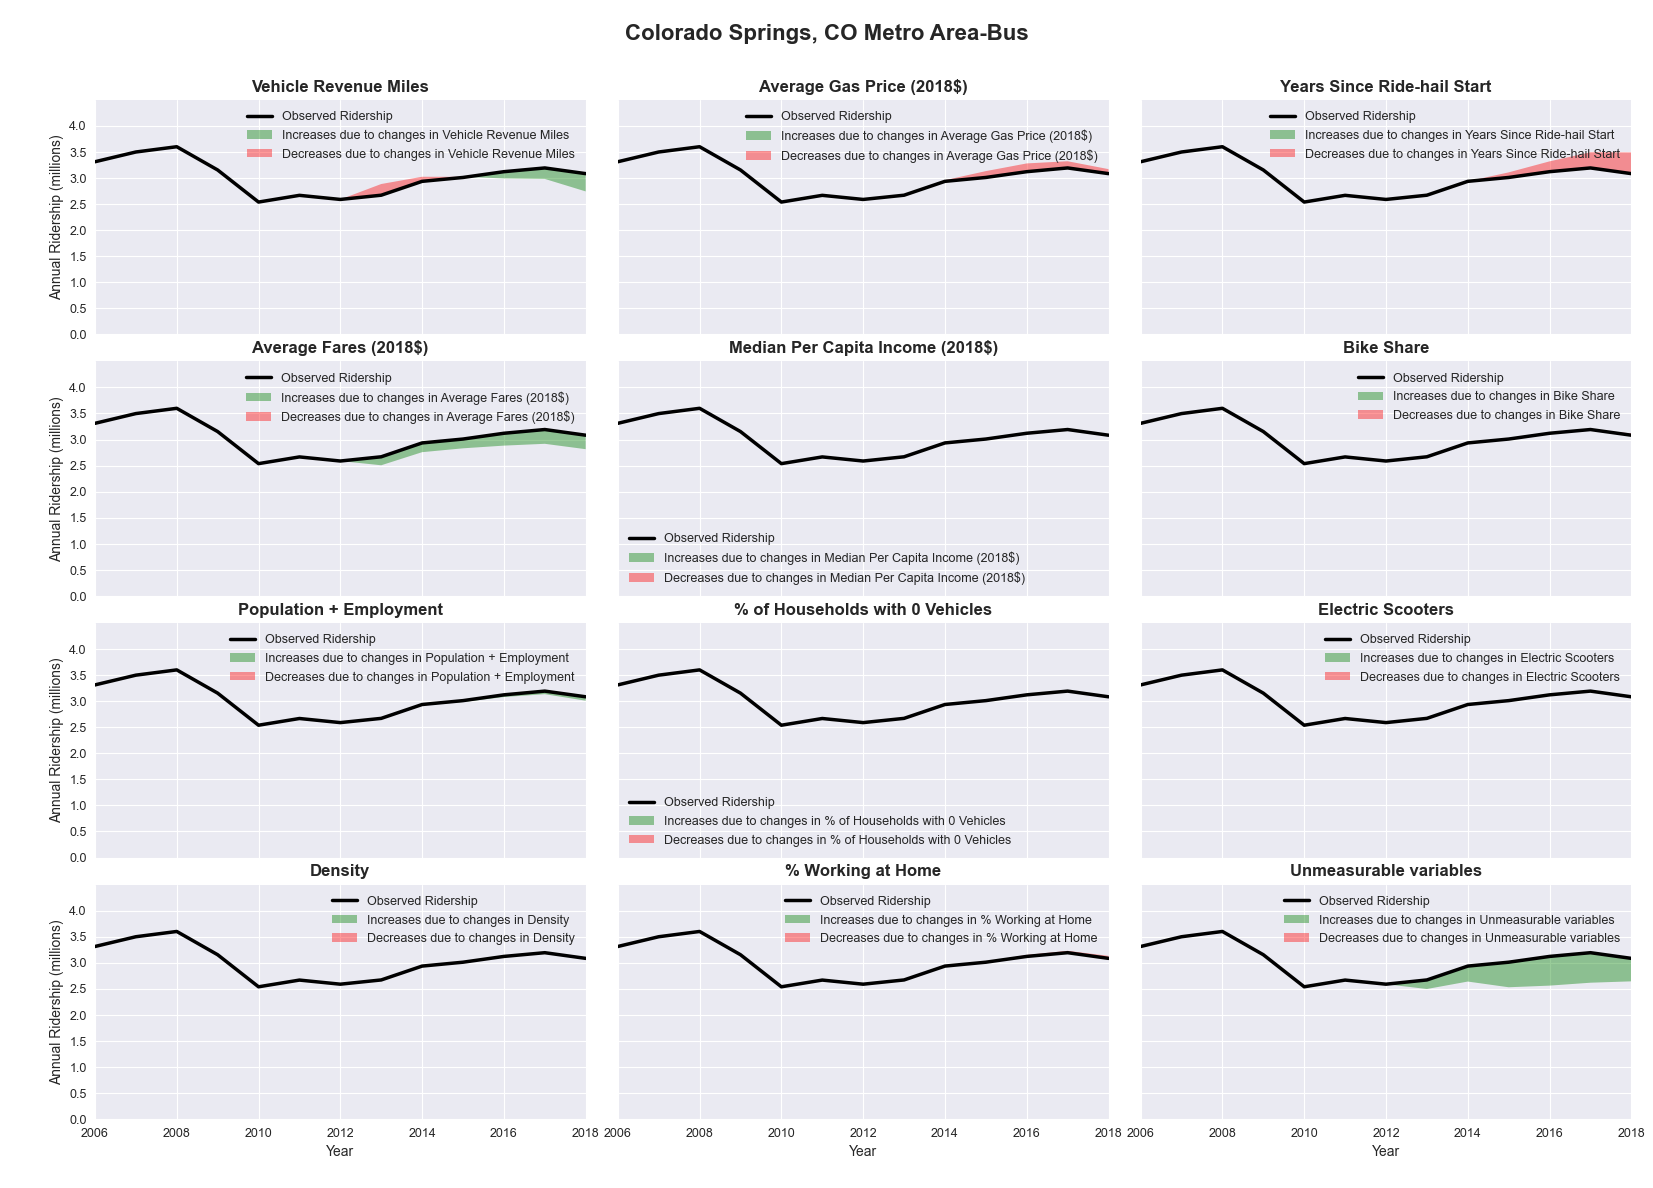 Colorado Springs, CO Metro Area-Bus
Vehicle Revenue Miles
Observed Ridership
Increases due to changes in Vehicle Revenue Miles
Decreases due to changes in Vehicle Revenue Miles
Annual Ridership (millions)
4.0
3.5
3.0
2.5
2.0
1.5
1.0
0.5
0.0
Average Gas Price (2018$)
Observed Ridership
Increases due to changes in Average Gas Price (2018$)
Decreases due to changes in Average Gas Price (2018$)
Years Since Ride-hail Start
Observed Ridership
Increases due to changes in Years Since Ride-hail Start
Decreases due to changes in Years Since Ride-hail Start
Average Fares (2018$)
Observed Ridership
Increases due to changes in Average Fares (2018$)
Decreases due to changes in Average Fares (2018$)
Annual Ridership (millions)
4.0
3.5
3.0
2.5
2.0
1.5
1.0
0.5
0.0
Median Per Capita Income (2018$)
Observed Ridership
Increases due to changes in Median Per Capita Income (2018$)
Decreases due to changes in Median Per Capita Income (2018$)
Bike Share
Observed Ridership
Increases due to changes in Bike Share
Decreases due to changes in Bike Share
Population + Employment
Observed Ridership
Increases due to changes in Population + Employment
Decreases due to changes in Population + Employment
Annual Ridership (millions)
4.0
3.5
3.0
2.5
2.0
1.5
1.0
0.5
0.0
% of Households with 0 Vehicles
Observed Ridership
Increases due to changes in % of Households with 0 Vehicles
Decreases due to changes in % of Households with 0 Vehicles
Electric Scooters
Observed Ridership
Increases due to changes in Electric Scooters
Decreases due to changes in Electric Scooters
Density
Observed Ridership
Increases due to changes in Density
Decreases due to changes in Density
Annual Ridership (millions)
4.0
3.5
3.0
2.5
2.0
1.5
1.0
0.5
0.0
2006 2008 2010 2012 2014 2016 2018
Year
% Working at Home
Observed Ridership
Increases due to changes in % Working at Home
Decreases due to changes in % Working at Home
2006 2008 2010 2012 2014 2016 2018
Year
Unmeasurable variables
Observed Ridership
Increases due to changes in Unmeasurable variables
Decreases due to changes in Unmeasurable variables
2006 2008 2010 2012 2014 2016 2018
Year